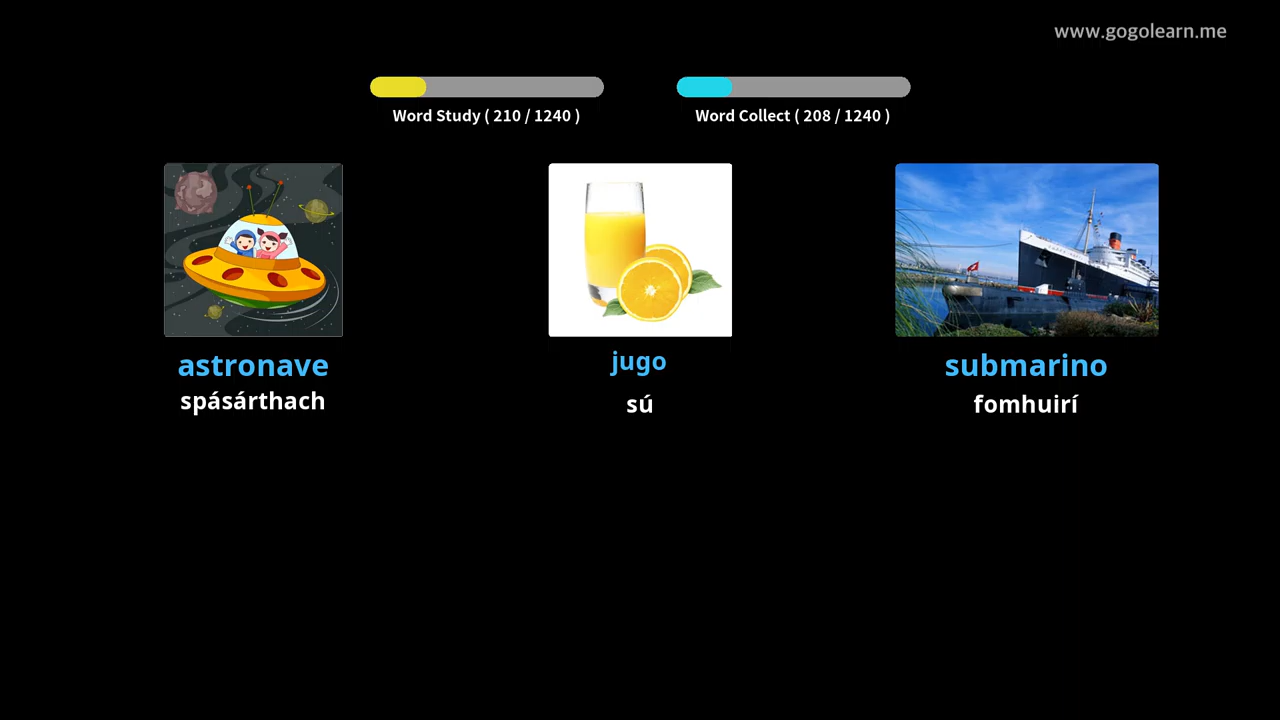 www.gogolearn.me
Word Study ( 210 / 1240 )
Word Collect ( 208 / 1240 )
astronave
spásárthach
jugo
sú
submarino
fomhuirí